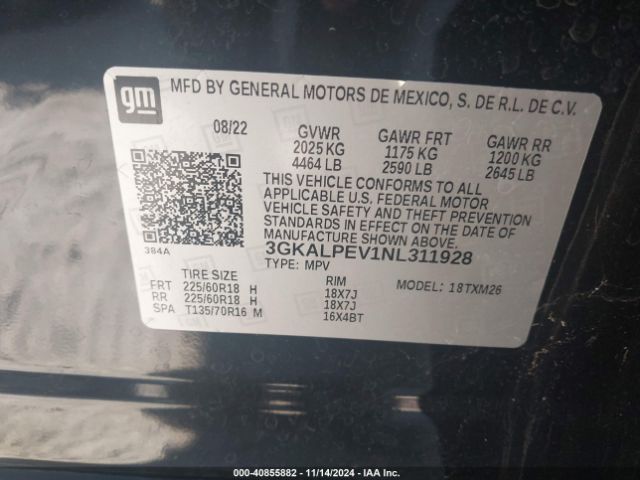 gm
MFD BY GENERAL MOTORS DE MEXICO, S. DE R.L. DE C.V.
08/22 GVWR GAWR FRT GAWR RR
2025 KG 1175 KG 1200 KG
4464 LB 2590 LB 2645 LB
THIS VEHICLE CONFORMS TO ALL
APPLICABLE U.S. FEDERAL MOTOR
VEHICLE SAFETY AND THEFT PREVENTION
STANDARDS IN EFFECT ON THE DATE OF
MANUFACTURE SHOWN ABOVE.
384A
3GKALPEV1NL311928
TYPE: MPV
TIRE SIZE RIM MODEL: 18TXM26
FRT 225/60R18 H 18X7J
RR 225/60R18 H 18X7J
SPA T135/70R16 M 16X4BT
000-40855882 - 11/14/2024 - IAA Inc.